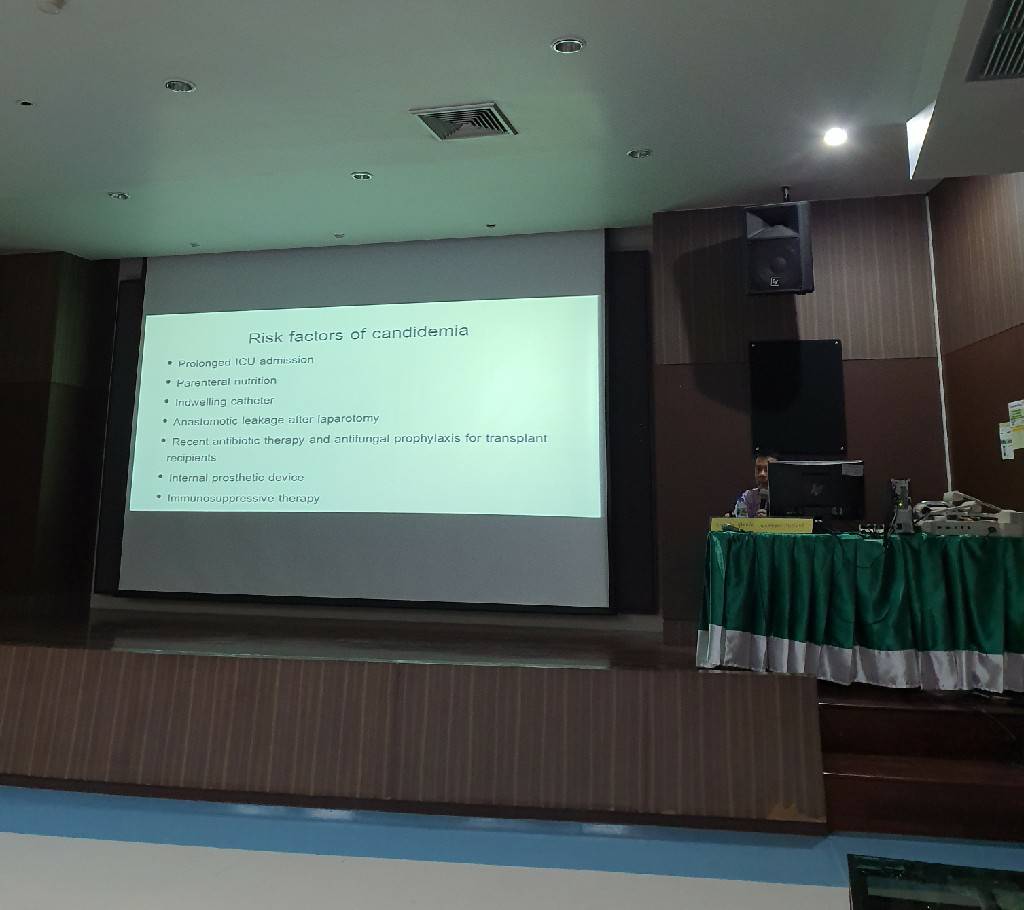 Risk factors of candidemia
• Prolonged ICU admission
• Parenteral nutrition
• Indwelling catheter
• Anastomotic leakage after laparotomy
• Recent antibiotic therapy and antifungal prophylaxis for transplant
recipients
• Internal prosthetic device
• Immunosuppressive therapy